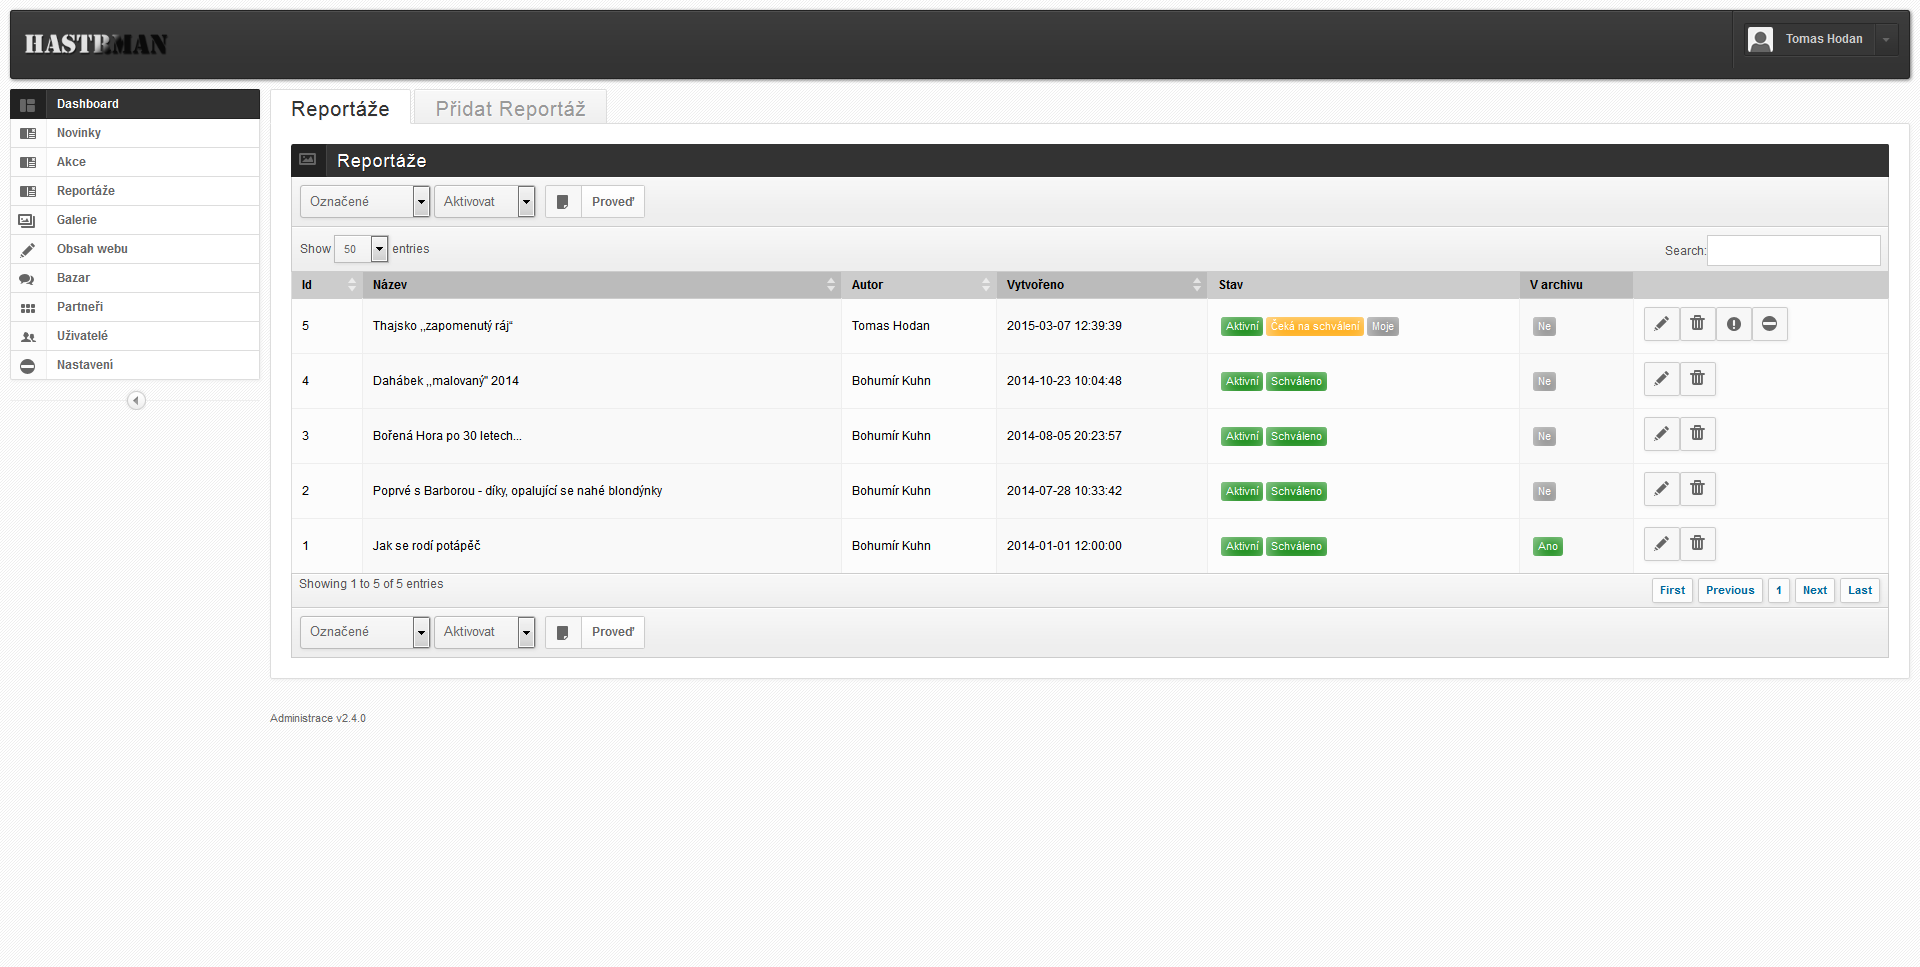 HASTRMAN
Tomas Hodan
Dashboard
Novinky
Akce
Reportáže
Galerie
Obsah webu
Bazar
Partneři
Uživatelé
Nastavení
Reportáže
Přidat Reportáž
Reportáže
Označené Aktivovat Proveď
Show 50 entries Search:
Id Název Autor Vytvořeno Stav V archivu
5 Thajsko ,,zapomenutý ráj“ Tomas Hodan 2015-03-07 12:39:39 Aktivní Čeká na schválení Moje Ne
4 Dahábek ,,malovaný" 2014 Bohumír Kuhn 2014-10-23 10:04:48 Aktivní Schváleno Ne
3 Bořená Hora po 30 letech... Bohumír Kuhn 2014-08-05 20:23:57 Aktivní Schváleno Ne
2 Poprvé s Barborou - díky, opalující se nahé blondýnky Bohumír Kuhn 2014-07-28 10:33:42 Aktivní Schváleno Ne
1 Jak se rodí potápěč Bohumír Kuhn 2014-01-01 12:00:00 Aktivní Schváleno Ano
Showing 1 to 5 of 5 entries First Previous 1 Next Last
Označené Aktivovat Proveď
Administrace v2.4.0